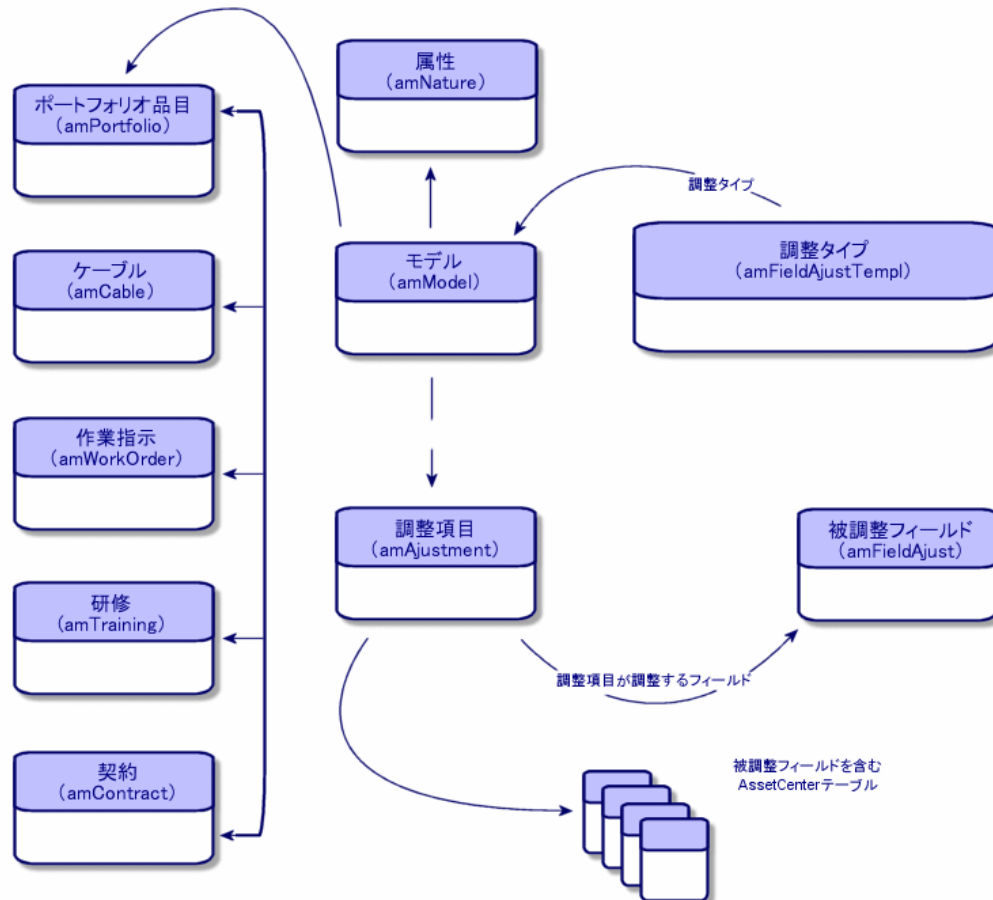 属性
(amNature)
ポートフォリオ品目
(amPortfolio)
調整タイプ
モデル
(amModel)
調整タイプ
(amFieldAjustTempl)
ケーブル
(amCable)
作業指示
(amWorkOrder)
調整項目
(amAjustment)
被調整フィールド
(amFieldAjust)
研修
(amTraining)
調整項目が調整するフィールド
契約
(amContract)
被調整フィールドを含む
AssetCenterテーブル